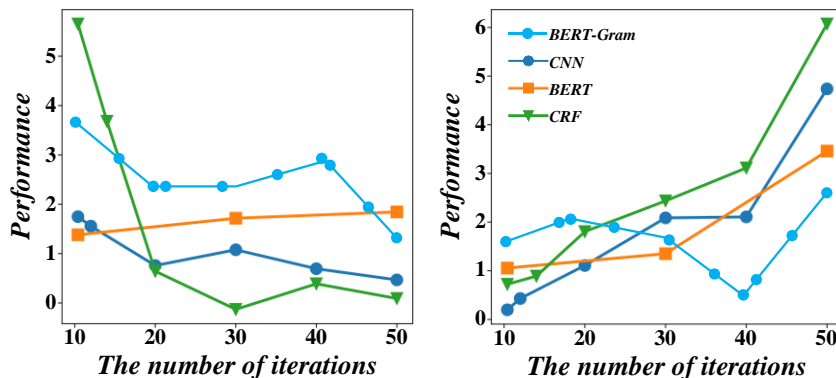 Performance
5
4
3
2
1
0
10 20 30 40 50
The number of iterations
Performance
6
5
4
3
2
1
0
BERT-Gram
CNN
BERT
CRF
10 20 30 40 50
The number of iterations